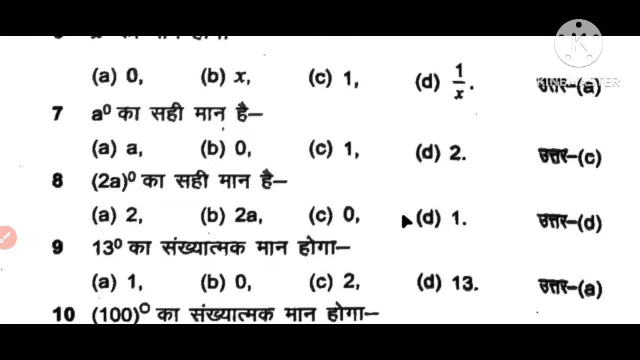 का मान होगा-
(a) 0, (b) x, (c) 1, (d) 1/x. उत्तर-(a)
7 a⁰ का सही मान है—
(a) a, (b) 0, (c) 1, (d) 2. उत्तर-(c)
8 (2a)⁰ का सही मान है—
(a) 2, (b) 2a, (c) 0, (d) 1. उत्तर-(d)
9 13⁰ का संख्यात्मक मान होगा—
(a) 1, (b) 0, (c) 2, (d) 13. उत्तर-(a)
10 (100)⁰ का संख्यात्मक मान होगा—
K
KINEMASTER